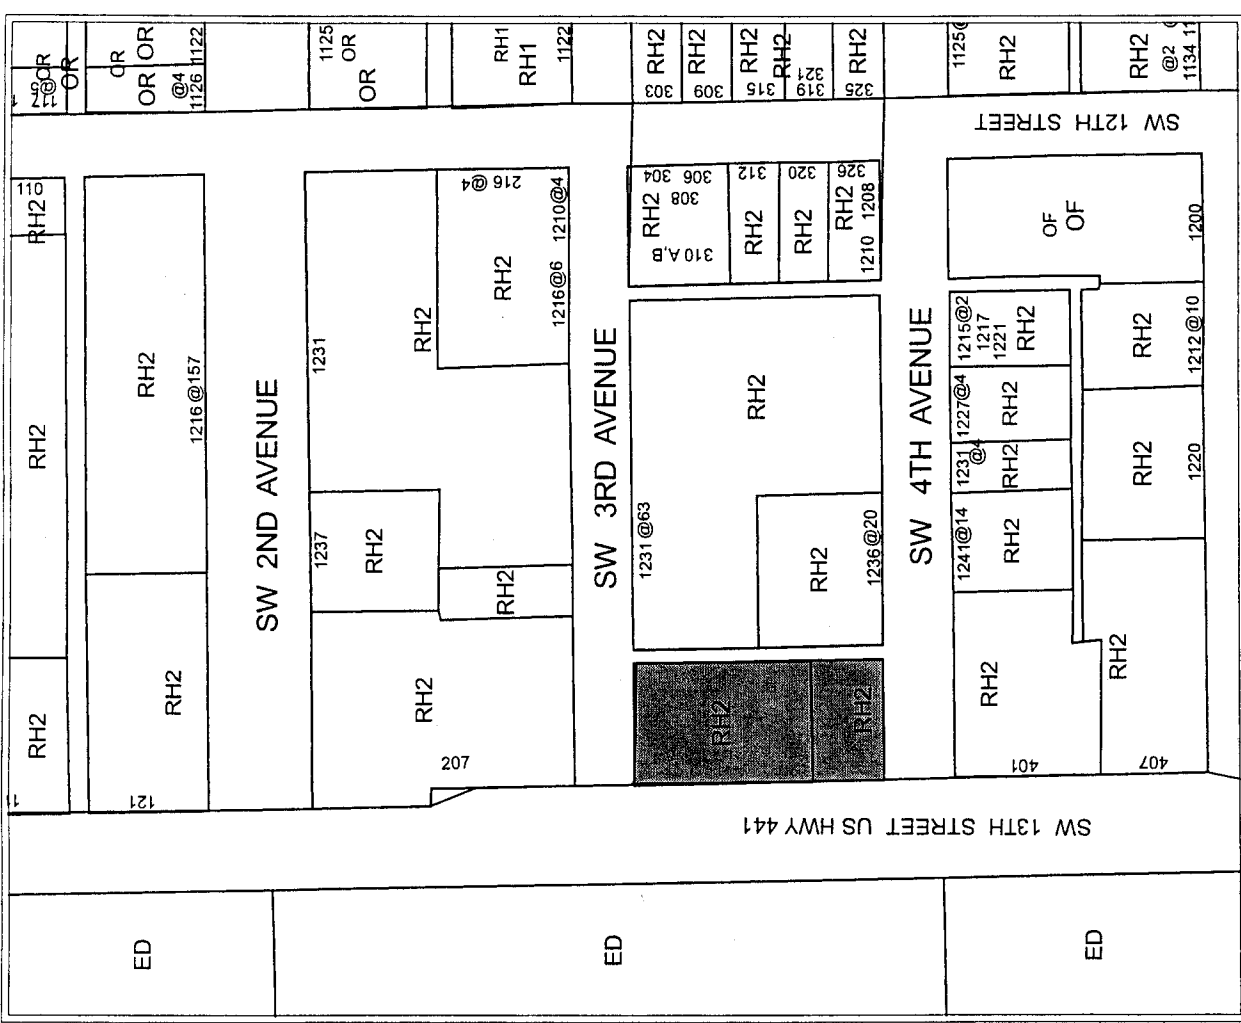 OR
OR
117 @5
OR
OR
1122
OR
@4
1126
1125
OR
OR
RH1
RH1
1122
RH2
303
RH2
309
RH2
315
RH2
321
319
RH2
325
1125@
RH2
RH2
@2
1134
11
SW 12TH STREET
110
RH2
RH2
RH2
11
RH2
1216 @157
RH2
121
SW 2ND AVENUE
1231
RH2
216 @4
RH2
1210@4
1216@6
1237
RH2
RH2
RH2
207
SW 3RD AVENUE
304
306
308
RH2
310 A,B
312
RH2
320
RH2
326
RH2
1208
1210
RH2
1231 @63
RH2
1236@20
RH2
RH2
SW 4TH AVENUE
OF
OF
1200
1215@2
1217
1221
RH2
1227@4
RH2
1231
@4
RH2
1241@14
RH2
RH2
401
RH2
1212@10
RH2
1220
RH2
407
SW 13TH STREET US HWY 441
ED
ED
ED